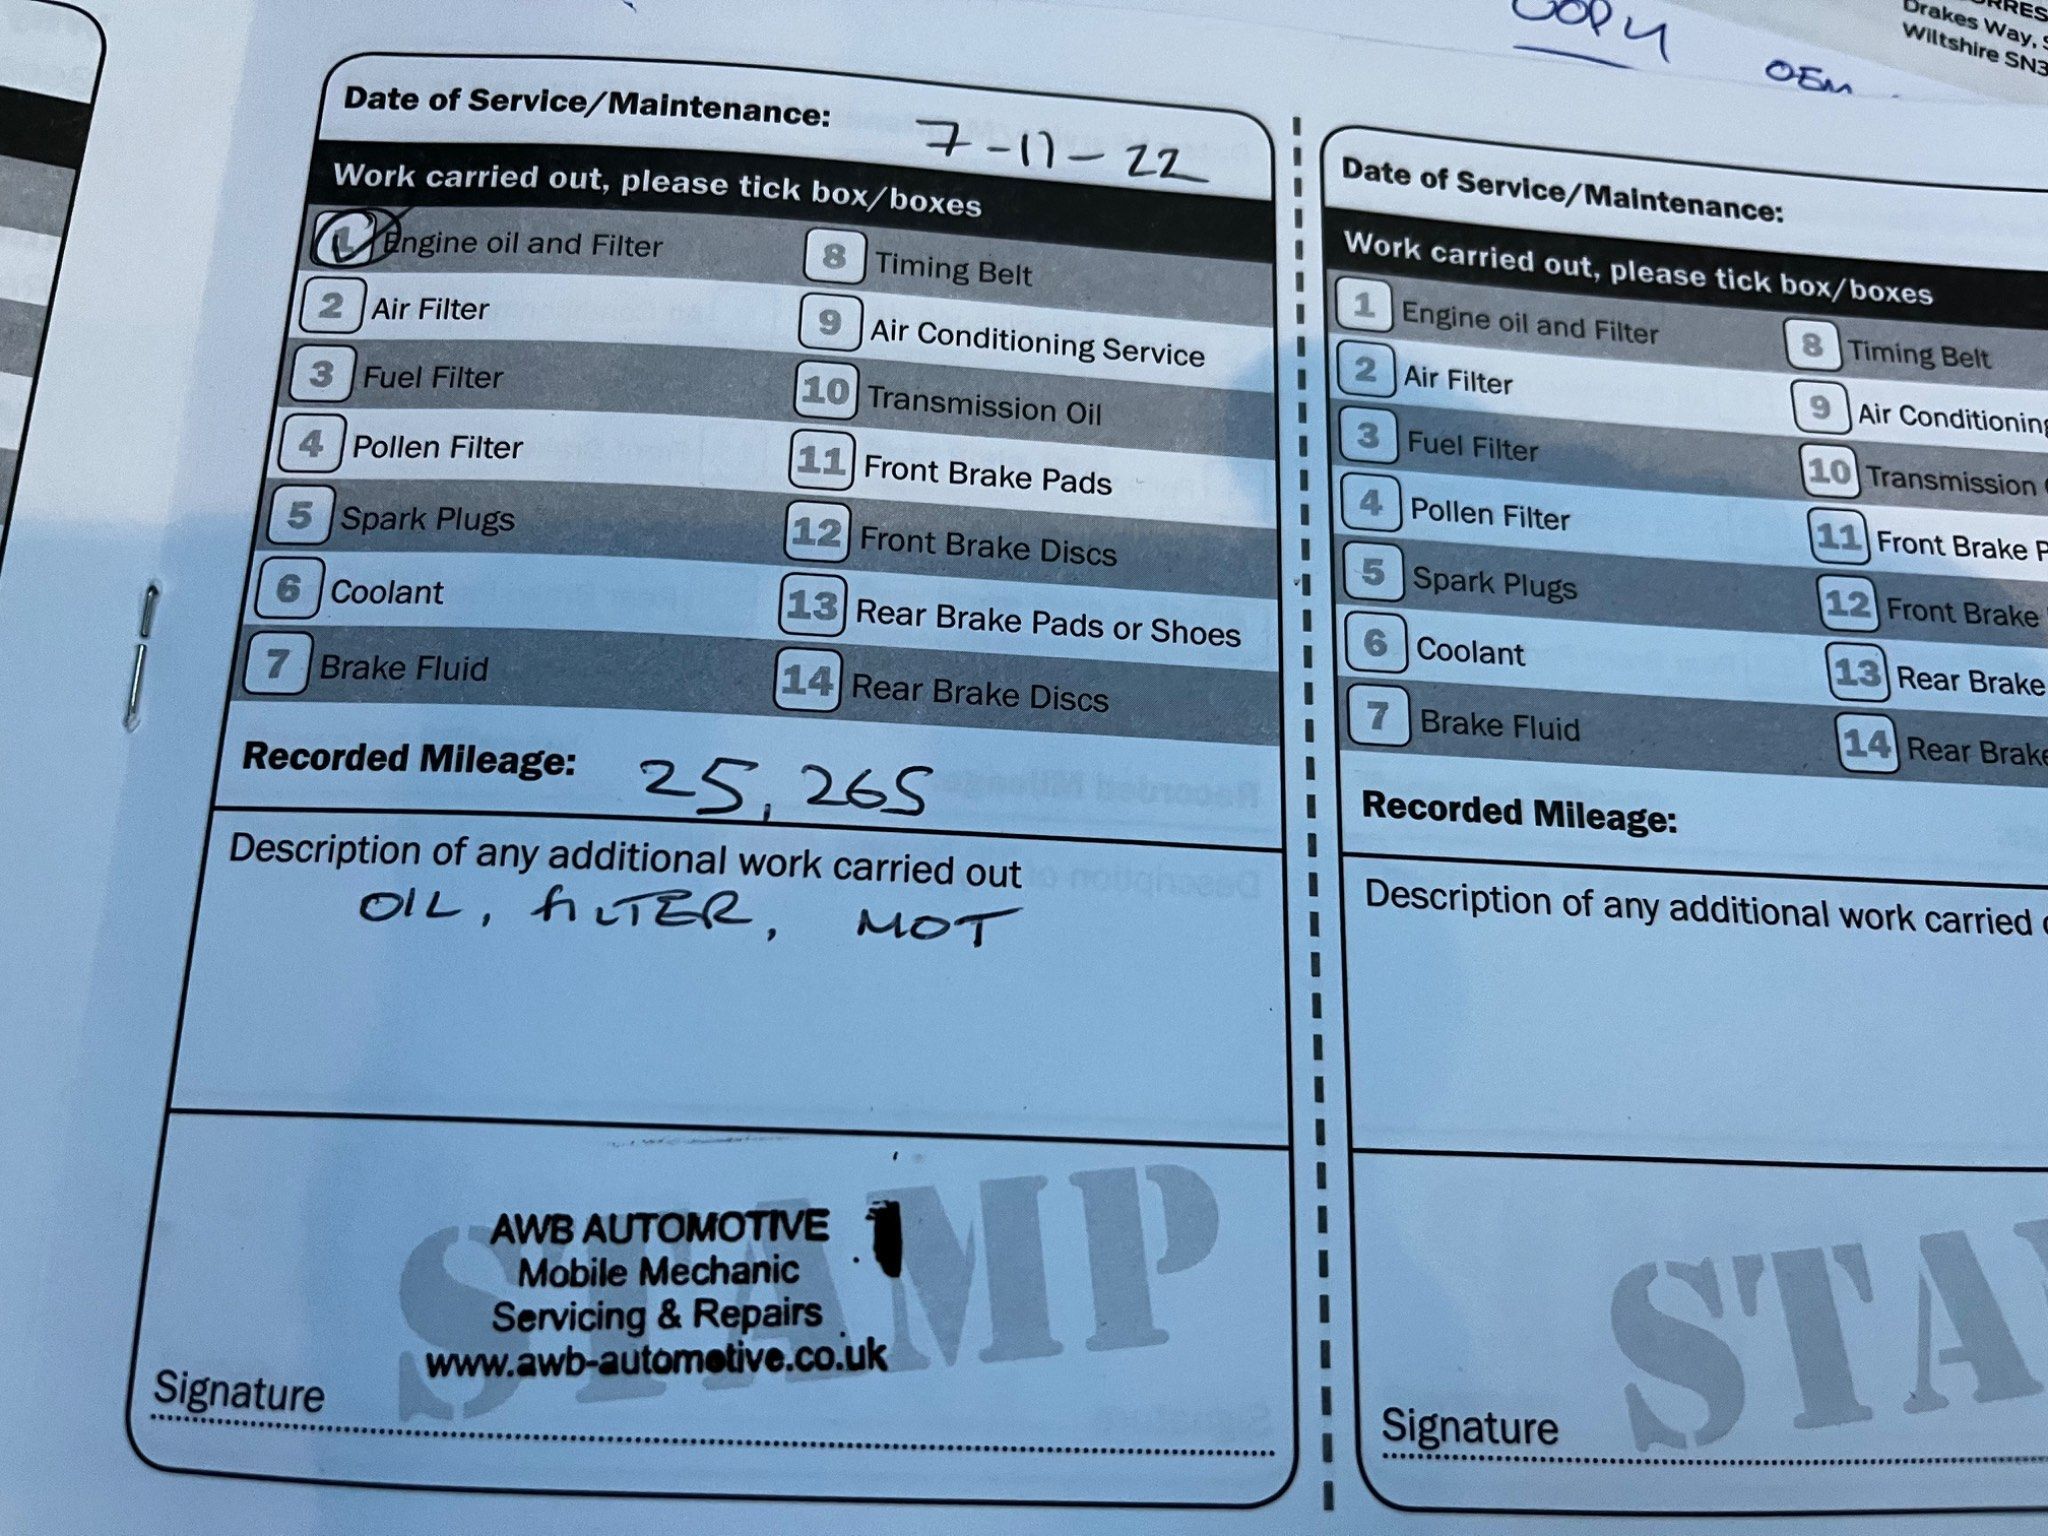 COPY
OEM
Drakes Way,
Wiltshire SN3
Date of Service/Maintenance: 7-11-22
Work carried out, please tick box/boxes
1 Engine oil and Filter
2 Air Filter
3 Fuel Filter
4 Pollen Filter
5 Spark Plugs
6 Coolant
7 Brake Fluid
8 Timing Belt
9 Air Conditioning Service
10 Transmission Oil
11 Front Brake Pads
12 Front Brake Discs
13 Rear Brake Pads or Shoes
14 Rear Brake Discs
Recorded Mileage: 25,265
Description of any additional work carried out
OIL, FILTER, MOT
STAMP
AWB AUTOMOTIVE
Mobile Mechanic
Servicing & Repairs
www.awb-automotive.co.uk
Signature
Date of Service/Maintenance:
Work carried out, please tick box/boxes
1 Engine oil and Filter
2 Air Filter
3 Fuel Filter
4 Pollen Filter
5 Spark Plugs
6 Coolant
7 Brake Fluid
8 Timing Belt
9 Air Conditioning
10 Transmission
11 Front Brake P
12 Front Brake
13 Rear Brake
14 Rear Brake
Recorded Mileage:
Description of any additional work carried
STA
Signature